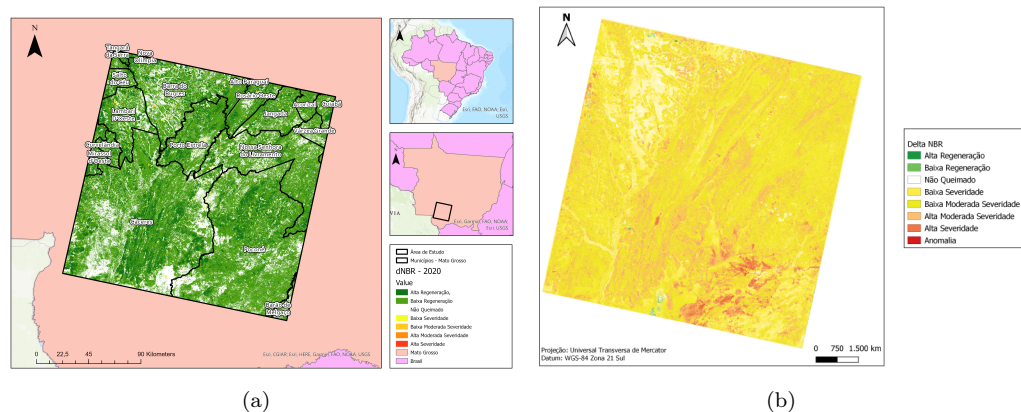 N
Tangará
da Serra
Nova
Olímpia
Salto
do Céu
Barra do
Bugres
Alto Paraguai
Rosário Oeste
Acorizal
Cuiabá
Lambari
D'Oeste
Jangada
Várzea Grande
Curvelândia
Mirassol
d'Oeste
Porto Estrela
Nossa Senhora
do Livramento
Cáceres
Poconé
Barão de
Melgaço
0 22,5 45 90 Kilometers
Esri, CGIAR, Esri, HERE, Garmin, FAO, NOAA, USGS
N
Esri, FAO, NOAA, Esri,
USGS
N
VIA
Esri, Garmin, FAO, NOAA,
Esri, USGS
Área de Estudo
Municípios - Mato Grosso
dNBR - 2020
Value
Alta Regeneração,
Baixa Regeneração
Não Queimado
Baixa Severidade
Baixa Moderada Severidade
Alta Moderada Severidade
Alta Severidade
Mato Grosso
Brasil
(a)
N
Projeção: Universal Transversa de Mercator
Datum: WGS-84 Zona 21 Sul
0 750 1.500 km
Delta NBR
Alta Regeneração
Baixa Regeneração
Não Queimado
Baixa Severidade
Baixa Moderada Severidade
Alta Moderada Severidade
Alta Severidade
Anomalia
(b)